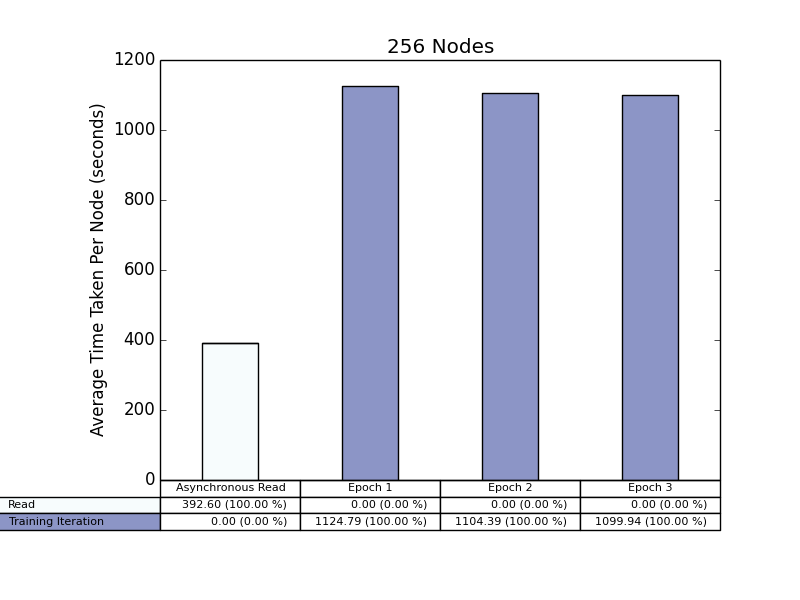 256 Nodes
Average Time Taken Per Node (seconds)
1200
1000
800
600
400
200
0
Asynchronous Read Epoch 1 Epoch 2 Epoch 3
Read 392.60 (100.00 %) 0.00 (0.00 %) 0.00 (0.00 %) 0.00 (0.00 %)
Training Iteration 0.00 (0.00 %) 1124.79 (100.00 %) 1104.39 (100.00 %) 1099.94 (100.00 %)